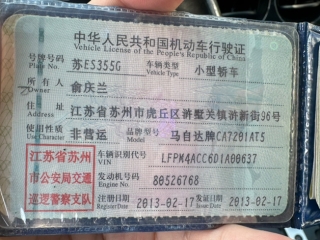 中华人民共和国机动车行驶证
Vehicle License of the People's Republic of China
号牌号码 苏ES355G 车辆类型 小型轿车
Plate No. Vehicle Type
所有人 俞庆兰
Owner
住址 江苏省苏州市虎丘区浒墅关镇浒新街96号
Address
使用性质 非营运 品牌型号 马自达牌CA7201AT5
Use Character Model
江苏省苏州 车辆识别代号 LFPM4ACC6D1A00637
VIN
市公安局交通 发动机号码 80526768
Engine No.
巡逻警察支队 注册日期 2013-02-17 发证日期 2013-02-17
Register Date Issue Date